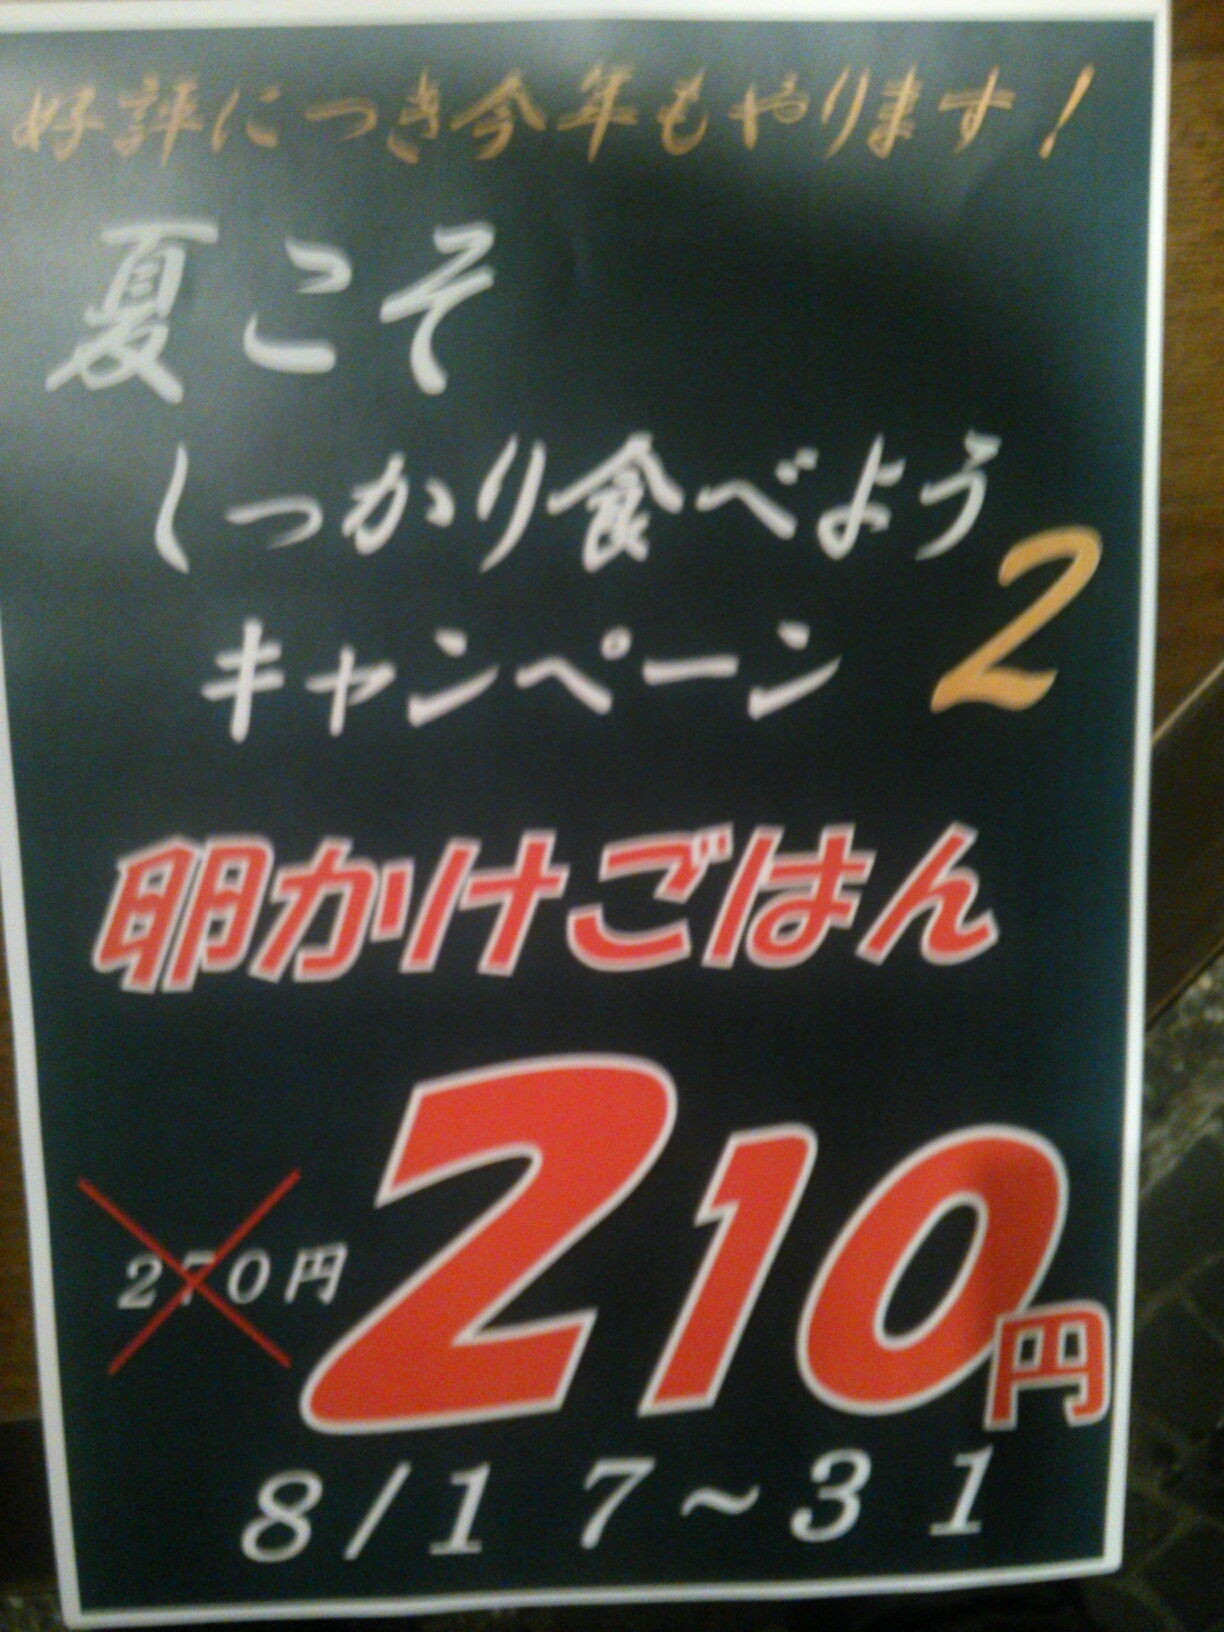 好評につき今年もやります！
夏こそ
しっかり食べよう
キャンペーン 2
卵かけごはん
270円 210円
8/17～31